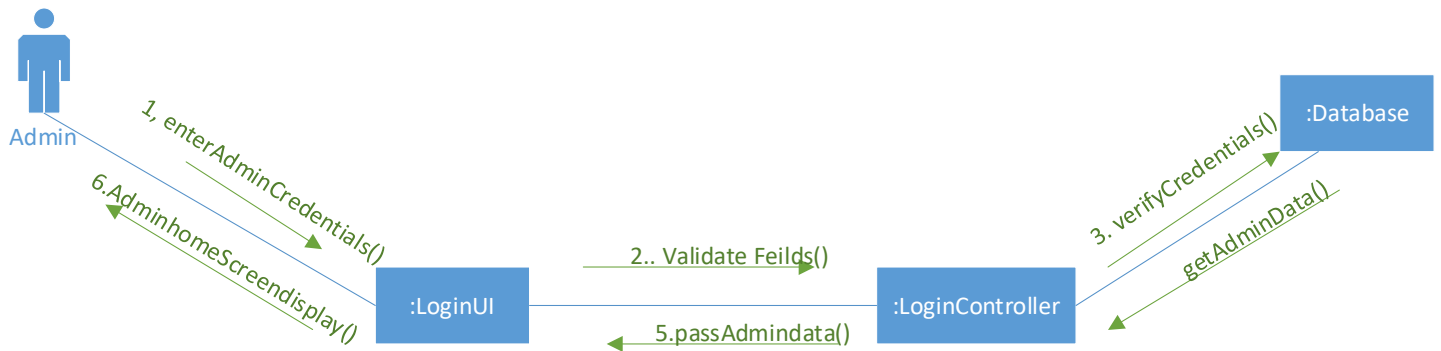 Admin
1, enterAdminCredentials()
6.AdminhomeScreendisplay()
:LoginUI
2.. Validate Feilds()
5.passAdmindata()
:LoginController
3. verifyCredentials()
getAdminData()
:Database